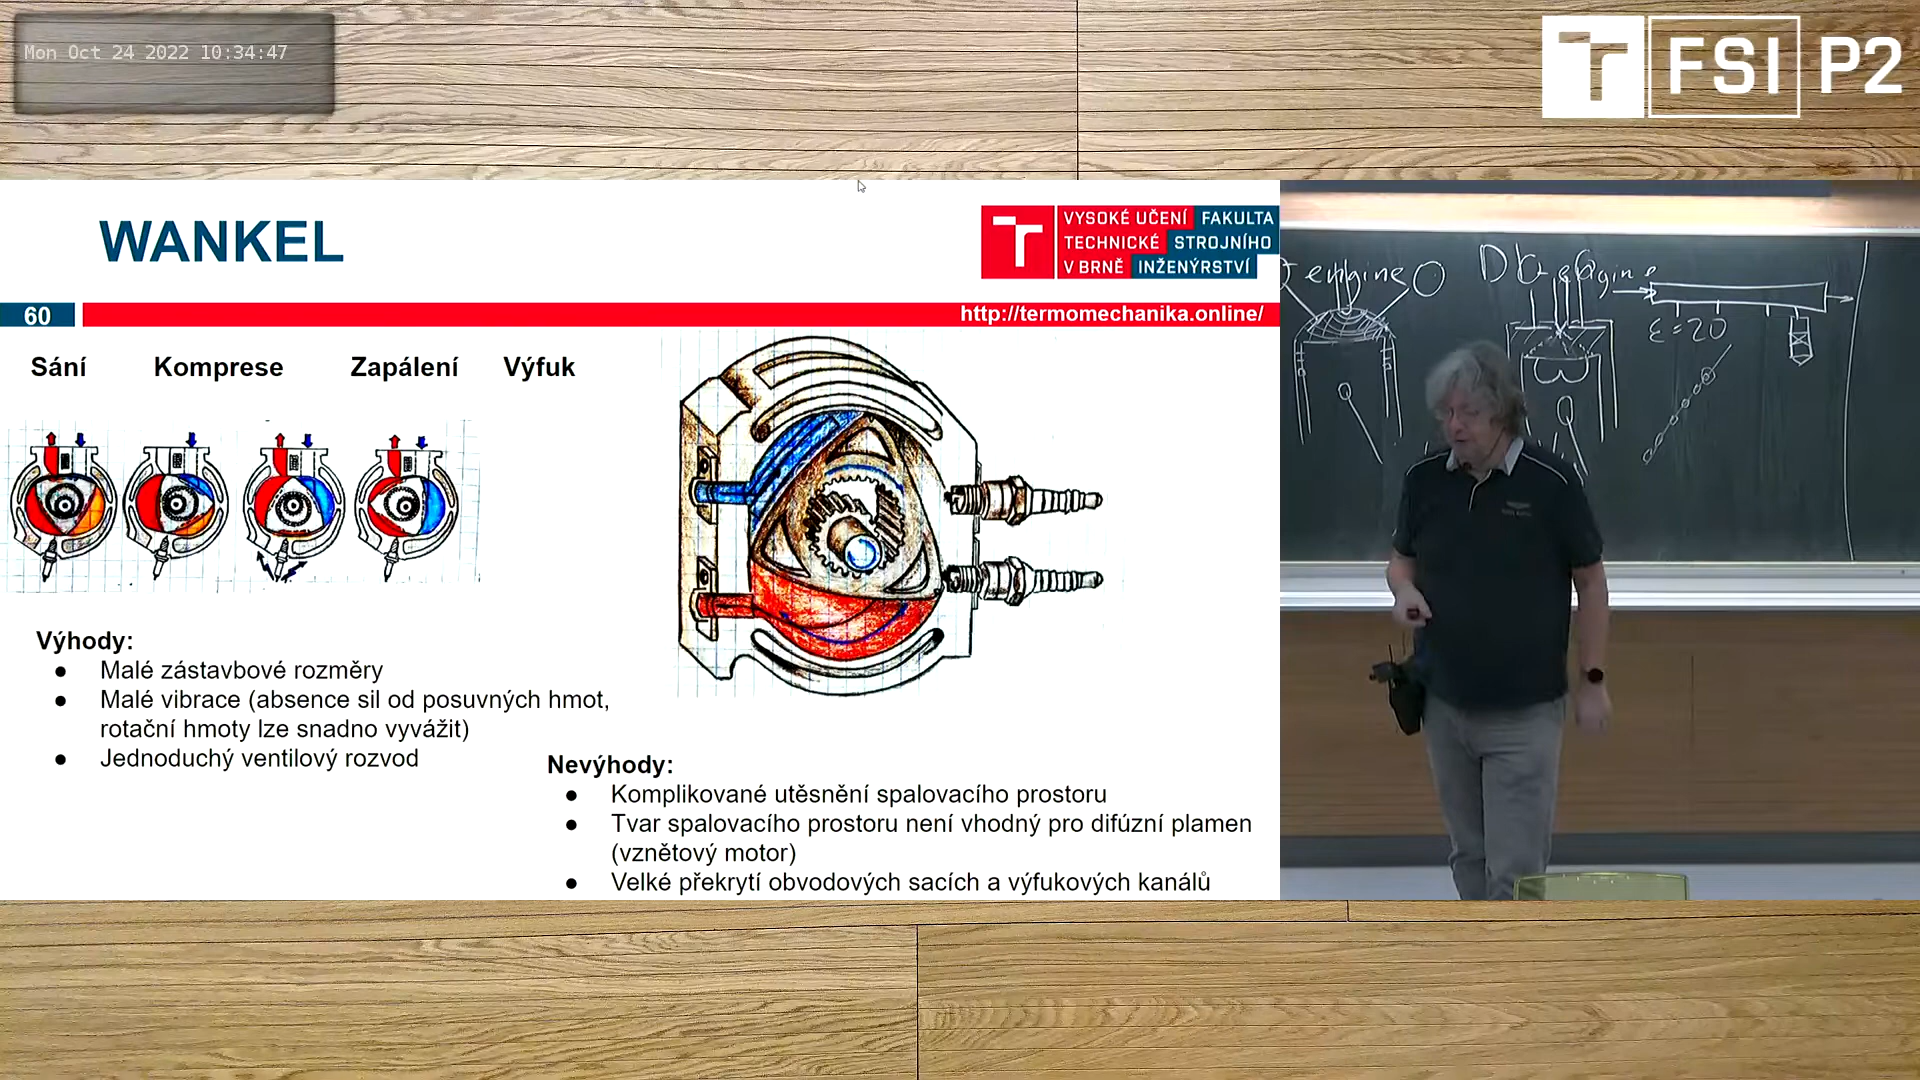 Mon Oct 24 2022 10:34:47
FSI P2
WANKEL
VYSOKÉ UČENÍ FAKULTA
TECHNICKÉ STROJNÍHO
V BRNĚ INŽENÝRSTVÍ
60
http://termomechanika.online/
Sání Komprese Zapálení Výfuk
Výhody:
● Malé zástavbové rozměry
● Malé vibrace (absence sil od posuvných hmot,
rotační hmoty lze snadno vyvážit)
● Jednoduchý ventilový rozvod
Nevýhody:
● Komplikované utěsnění spalovacího prostoru
● Tvar spalovacího prostoru není vhodný pro difúzní plamen
(vznětový motor)
● Velké překrytí obvodových sacích a výfukových kanálů
engine
ε=20